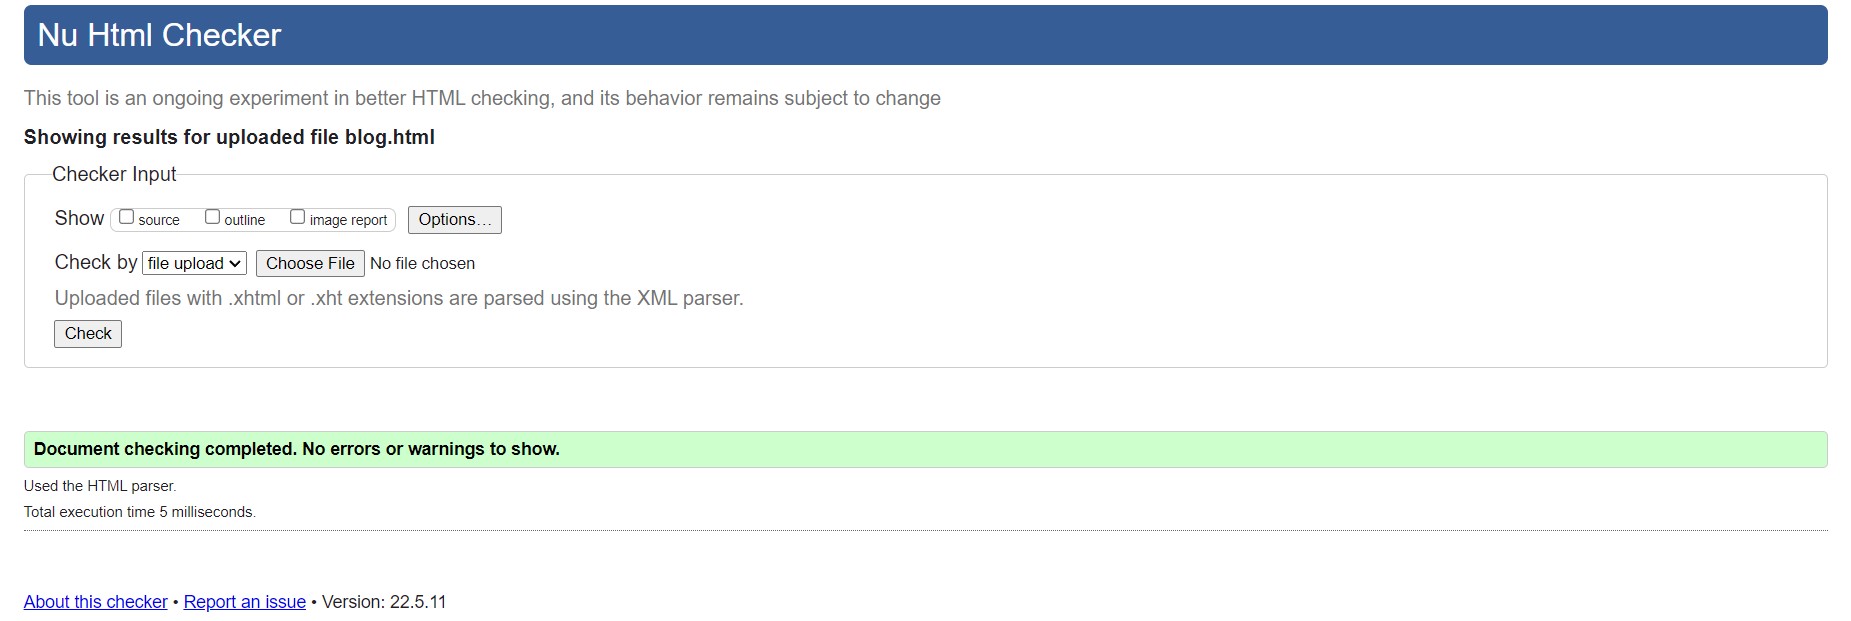 Nu Html Checker
This tool is an ongoing experiment in better HTML checking, and its behavior remains subject to change
Showing results for uploaded file blog.html
Checker Input
Show source outline image report Options...
Check by file upload Choose File No file chosen
Uploaded files with .xhtml or .xht extensions are parsed using the XML parser.
Check
Document checking completed. No errors or warnings to show.
Used the HTML parser.
Total execution time 5 milliseconds.
About this checker • Report an issue • Version: 22.5.11